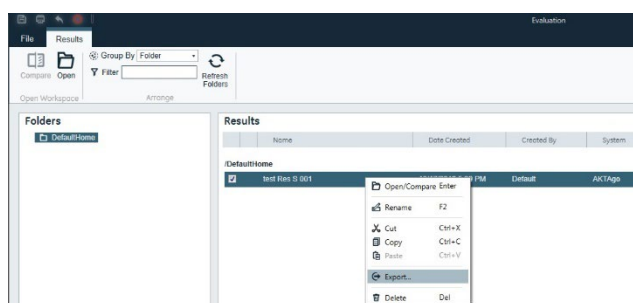 Evaluation
File Results
Compare Open
Group By Folder
Filter
Refresh Folders
Open Workspace Arrange
Folders
DefaultHome
Results
Name Date Created Created By System
/DefaultHome
test Res S 001 PM Default AKTAgo
Open/Compare Enter
Rename F2
Cut Ctrl+X
Copy Ctrl+C
Paste Ctrl+V
Export...
Delete Del